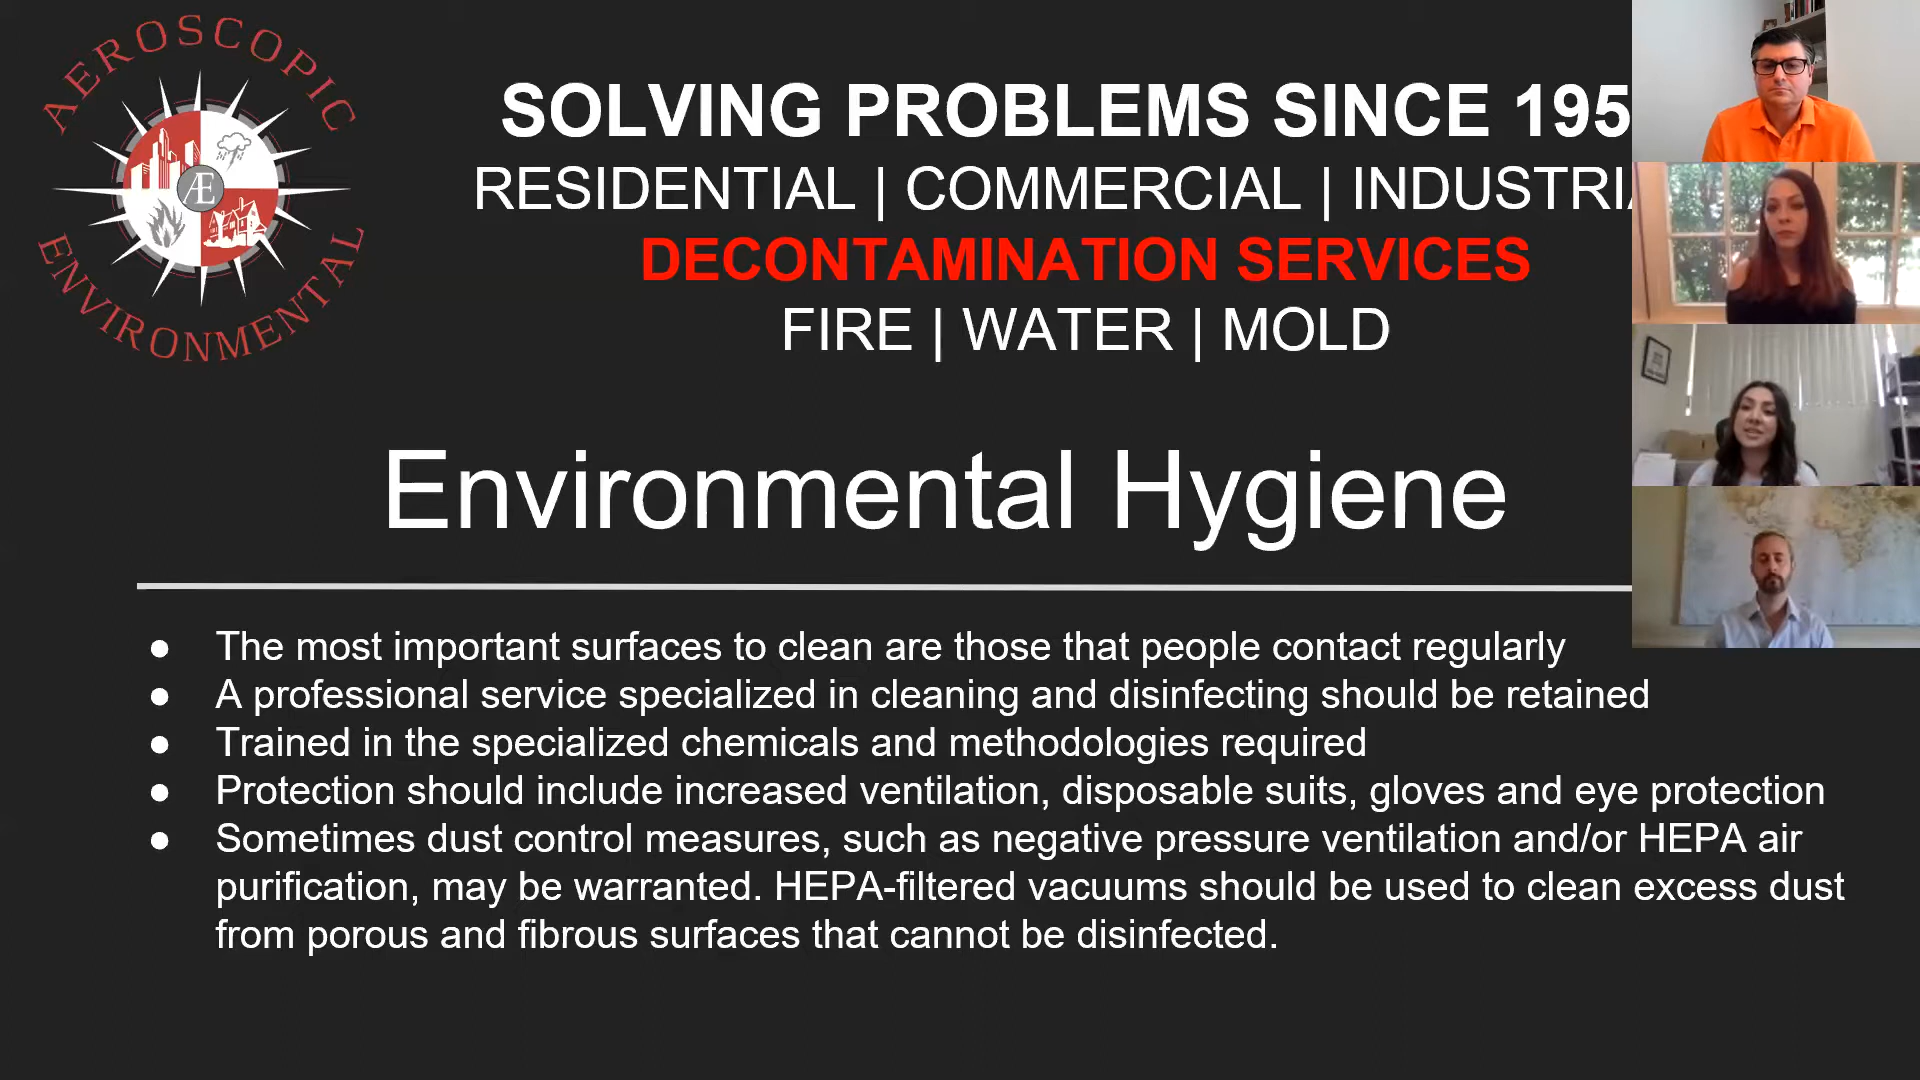 AEROSCOPIC
ENVIRONMENTAL
Æ
SOLVING PROBLEMS SINCE 195
RESIDENTIAL | COMMERCIAL | INDUSTRIA
DECONTAMINATION SERVICES
FIRE | WATER | MOLD
Environmental Hygiene
● The most important surfaces to clean are those that people contact regularly
● A professional service specialized in cleaning and disinfecting should be retained
● Trained in the specialized chemicals and methodologies required
● Protection should include increased ventilation, disposable suits, gloves and eye protection
● Sometimes dust control measures, such as negative pressure ventilation and/or HEPA air
purification, may be warranted. HEPA-filtered vacuums should be used to clean excess dust
from porous and fibrous surfaces that cannot be disinfected.